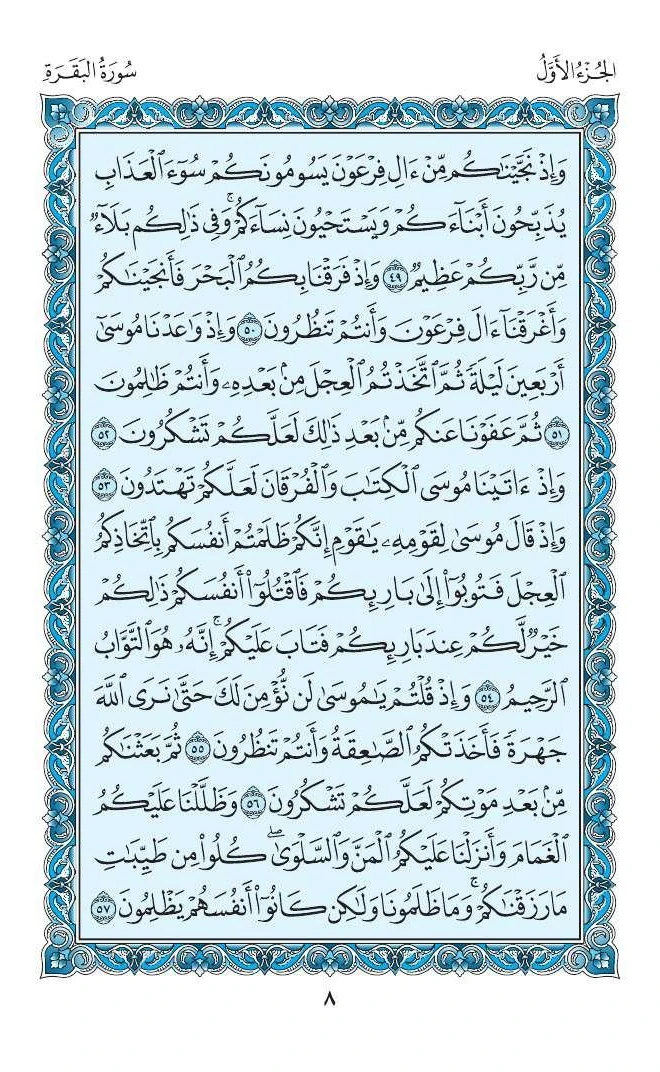 الجُزْءُ الأَوَّلُ
سُورَةُ البَقَرَةِ
وَإِذْ نَجَّيْنَٰكُم مِّنْ ءَالِ فِرْعَوْنَ يَسُومُونَكُمْ سُوٓءَ ٱلْعَذَابِ
يُذَبِّحُونَ أَبْنَآءَكُمْ وَيَسْتَحْيُونَ نِسَآءَكُمْ ۚ وَفِى ذَٰلِكُم بَلَآءٌ
مِّن رَّبِّكُمْ عَظِيمٌ ٤٩ وَإِذْ فَرَقْنَا بِكُمُ ٱلْبَحْرَ فَأَنجَيْنَٰكُمْ
وَأَغْرَقْنَآ ءَالَ فِرْعَوْنَ وَأَنتُمْ تَنظُرُونَ ٥٠ وَإِذْ وَٰعَدْنَا مُوسَىٰٓ
أَرْبَعِينَ لَيْلَةً ثُمَّ ٱتَّخَذْتُمُ ٱلْعِجْلَ مِنۢ بَعْدِهِۦ وَأَنتُمْ ظَٰلِمُونَ
٥١ ثُمَّ عَفَوْنَا عَنكُم مِّنۢ بَعْدِ ذَٰلِكَ لَعَلَّكُمْ تَشْكُرُونَ ٥٢
وَإِذْ ءَاتَيْنَا مُوسَى ٱلْكِتَٰبَ وَٱلْفُرْقَانَ لَعَلَّكُمْ تَهْتَدُونَ ٥٣
وَإِذْ قَالَ مُوسَىٰ لِقَوْمِهِۦ يَٰقَوْمِ إِنَّكُمْ ظَلَمْتُمْ أَنفُسَكُم بِٱتِّخَاذِكُمُ
ٱلْعِجْلَ فَتُوبُوٓا۟ إِلَىٰ بَارِئِكُمْ فَٱقْتُلُوٓا۟ أَنفُسَكُمْ ذَٰلِكُمْ
خَيْرٌ لَّكُمْ عِندَ بَارِئِكُمْ فَتَابَ عَلَيْكُمْ ۚ إِنَّهُۥ هُوَ ٱلتَّوَّابُ
ٱلرَّحِيمُ ٥٤ وَإِذْ قُلْتُمْ يَٰمُوسَىٰ لَن نُّؤْمِنَ لَكَ حَتَّىٰ نَرَى ٱللَّهَ
جَهْرَةً فَأَخَذَتْكُمُ ٱلصَّٰعِقَةُ وَأَنتُمْ تَنظُرُونَ ٥٥ ثُمَّ بَعَثْنَٰكُم
مِّنۢ بَعْدِ مَوْتِكُمْ لَعَلَّكُمْ تَشْكُرُونَ ٥٦ وَظَلَّلْنَا عَلَيْكُمُ
ٱلْغَمَامَ وَأَنزَلْنَا عَلَيْكُمُ ٱلْمَنَّ وَٱلسَّلْوَىٰ ۖ كُلُوا۟ مِن طَيِّبَٰتِ
مَا رَزَقْنَٰكُمْ ۚ وَمَا ظَلَمُونَا وَلَٰكِن كَانُوٓا۟ أَنفُسَهُمْ يَظْلِمُونَ ٥٧
٨